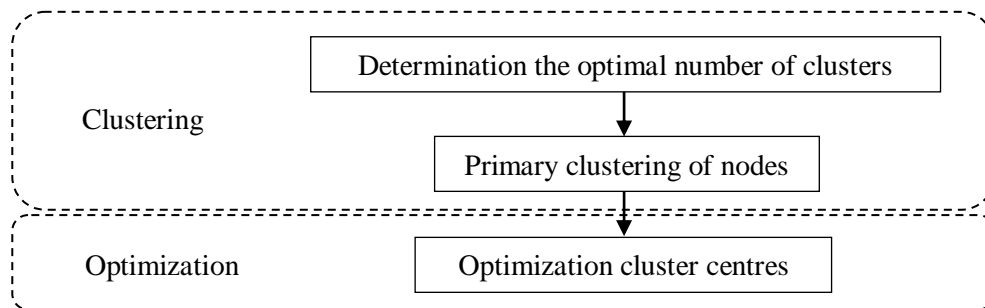 Determination the optimal number of clusters
Clustering
Primary clustering of nodes
Optimization
Optimization cluster centres